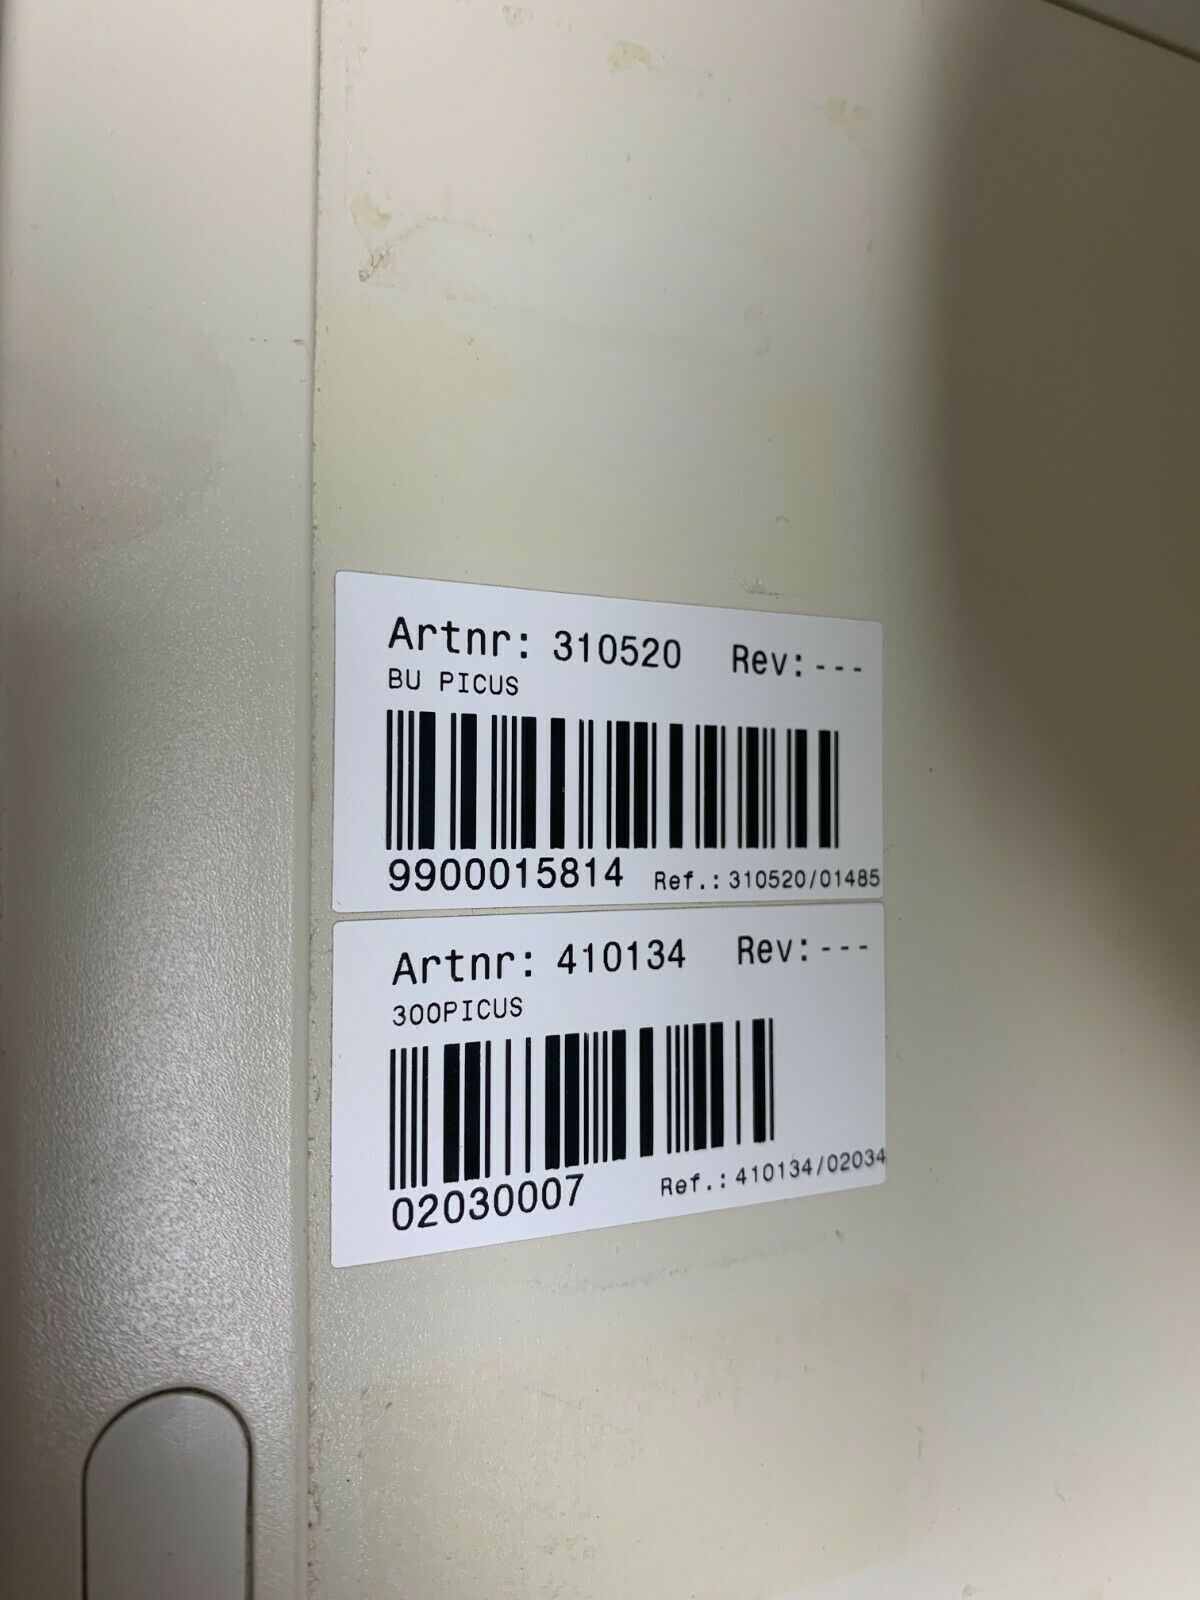 Artnr: 310520 Rev:---
BU PICUS
9900015814 Ref.: 310520/01485
Artnr: 410134 Rev:---
300PICUS
02030007 Ref.: 410134/02034